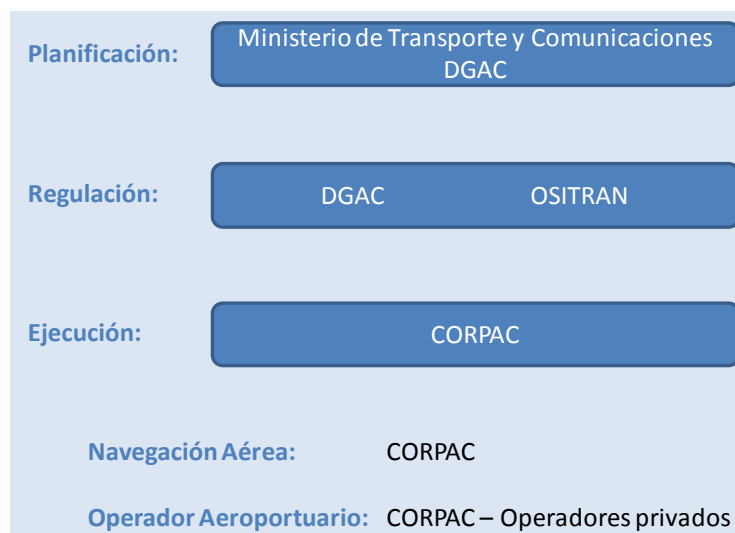 Planificación:
Ministerio de Transporte y Comunicaciones
DGAC
Regulación:
DGAC OSITRAN
Ejecución:
CORPAC
Navegación Aérea: CORPAC
Operador Aeroportuario: CORPAC – Operadores privados